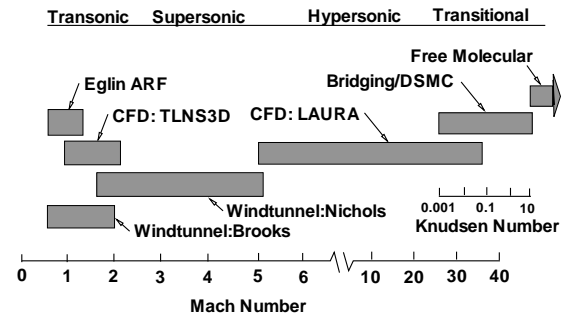 Transonic Supersonic Hypersonic Transitional
Free Molecular
Bridging/DSMC
Eglin ARF
CFD: TLNS3D
CFD: LAURA
Windtunnel:Nichols
Windtunnel:Brooks
0.001 0.1 10
Knudsen Number
0 1 2 3 4 5 6 10 20 30 40
Mach Number